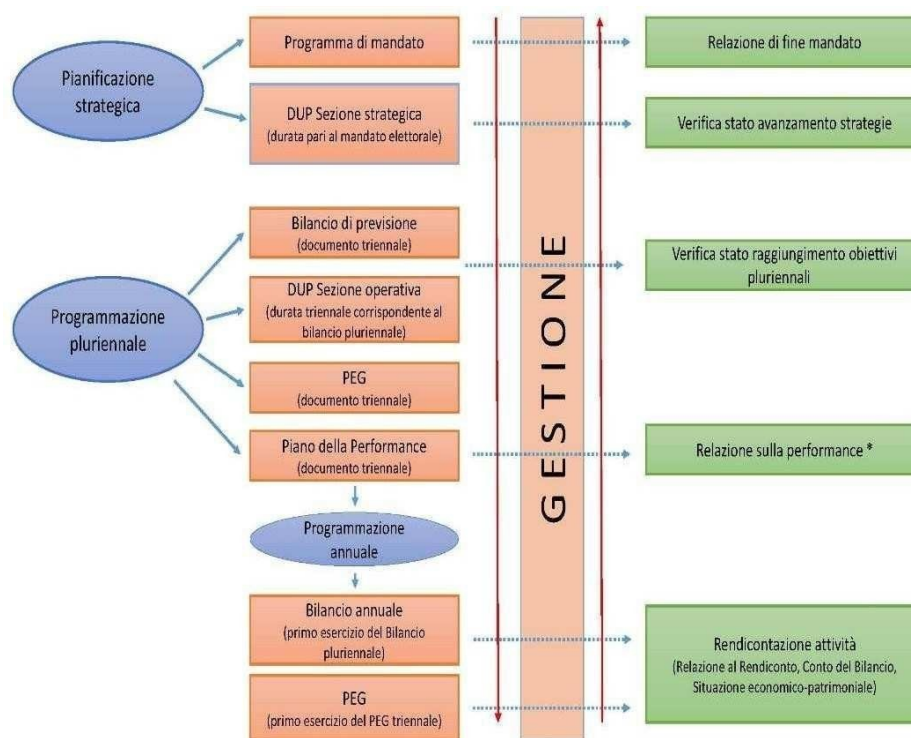 Pianificazione
strategica
Programma di mandato
Relazione di fine mandato
DUP Sezione strategica
(durata pari al mandato elettorale)
Verifica stato avanzamento strategie
Programmazione
pluriennale
Bilancio di previsione
(documento triennale)
DUP Sezione operativa
(durata triennale corrispondente al
bilancio pluriennale)
Verifica stato raggiungimento obiettivi
pluriennali
PEG
(documento triennale)
Piano della Performance
(documento triennale)
Relazione sulla performance *
GESTIONE
Programmazione
annuale
Bilancio annuale
(primo esercizio del Bilancio
pluriennale)
PEG
(primo esercizio del PEG triennale)
Rendicontazione attività
(Relazione al Rendiconto, Conto del Bilancio,
Situazione economico-patrimoniale)